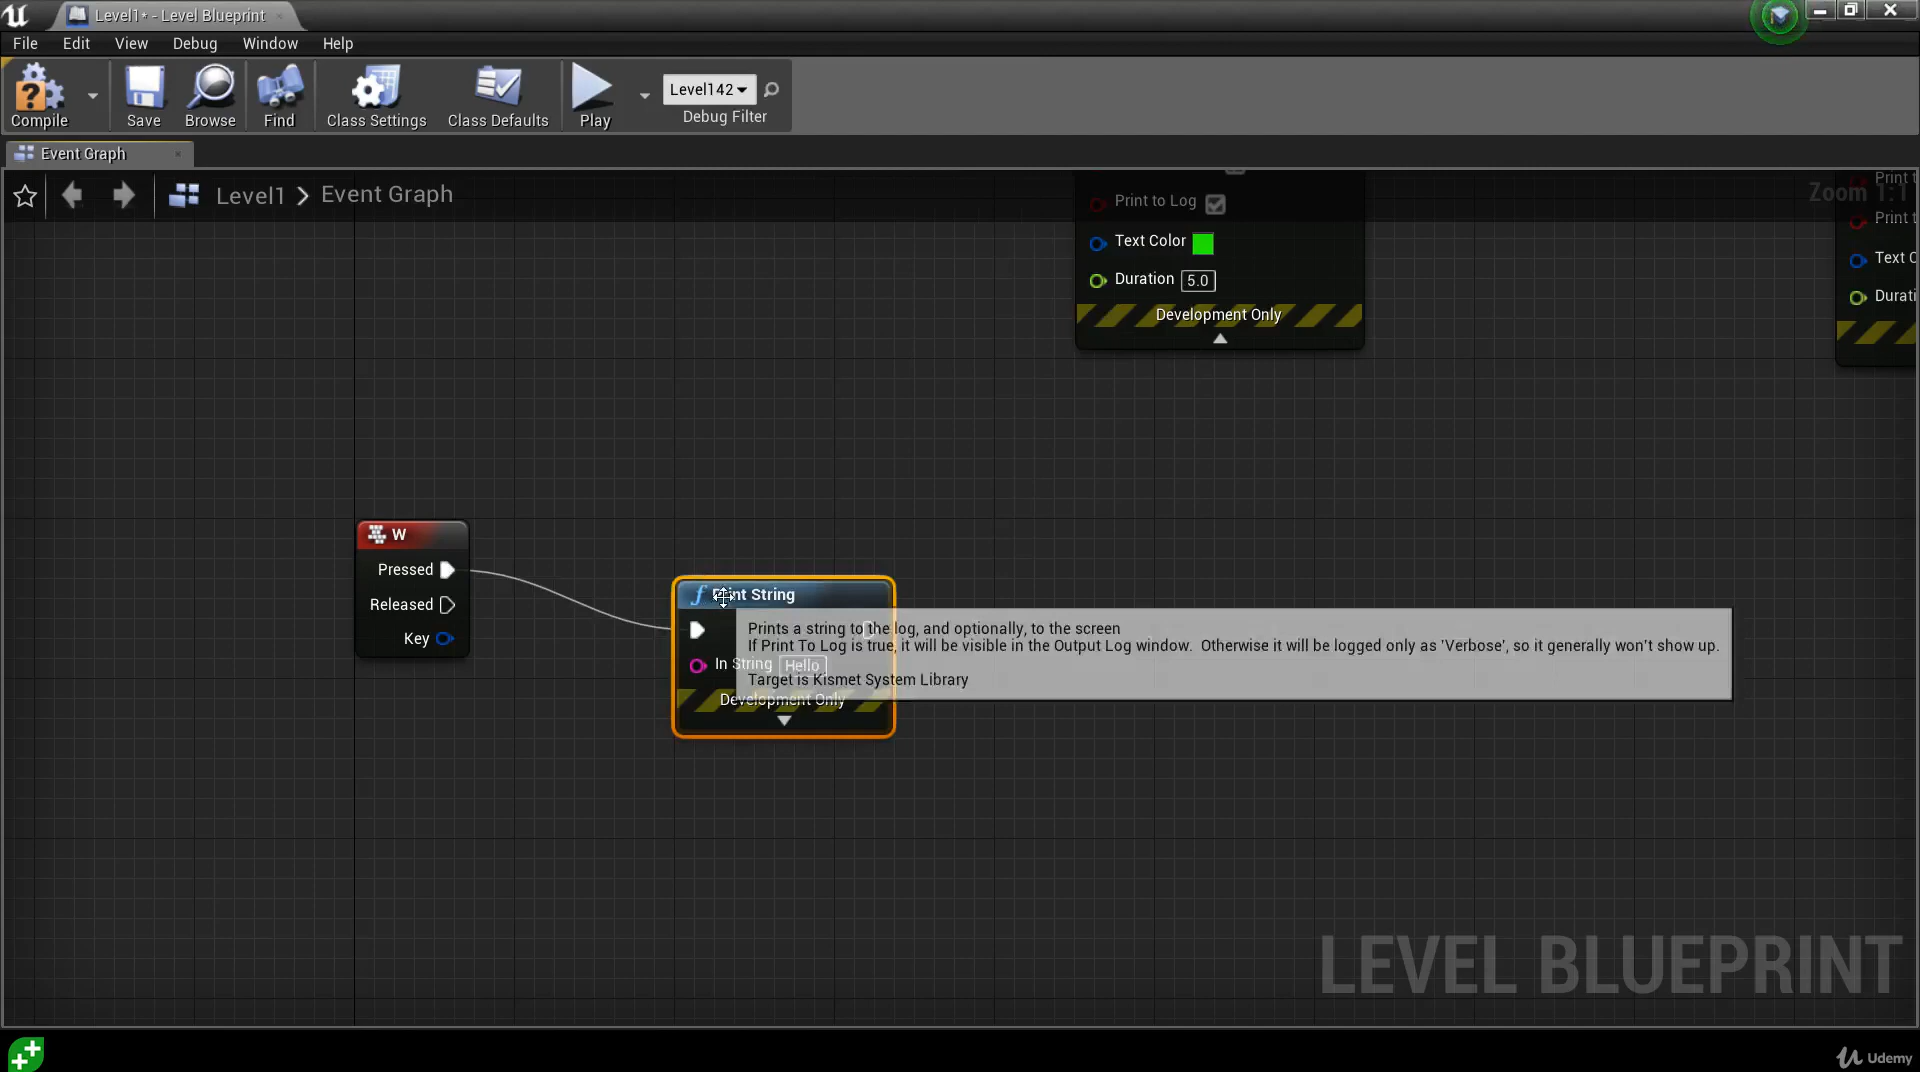 Level1* - Level Blueprint
File Edit View Debug Window Help
Compile Save Browse Find Class Settings Class Defaults Play
Level142
Debug Filter
Event Graph
Level1 > Event Graph
Zoom 1:1
Print to Log
Text Color
Duration 5.0
Development Only
Print t
Print t
Text C
Durati
W
Pressed
Released
Key
Print String
In String Hello
Development Only
Prints a string to the log, and optionally, to the screen
If Print To Log is true, it will be visible in the Output Log window.  Otherwise it will be logged only as 'Verbose', so it generally won't show up.
Target is Kismet System Library
LEVEL BLUEPRINT
Udemy